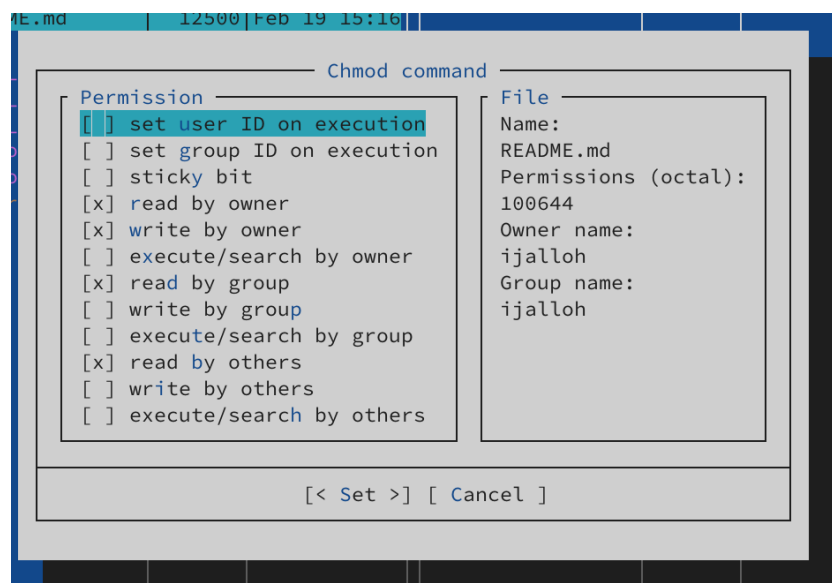 ME.md 12500 Feb 19 15:16
Chmod command
Permission
[ ] set user ID on execution
[ ] set group ID on execution
[ ] sticky bit
[x] read by owner
[x] write by owner
[ ] execute/search by owner
[x] read by group
[ ] write by group
[ ] execute/search by group
[x] read by others
[ ] write by others
[ ] execute/search by others
File
Name:
README.md
Permissions (octal):
100644
Owner name:
ijalloh
Group name:
ijalloh
[< Set >] [ Cancel ]